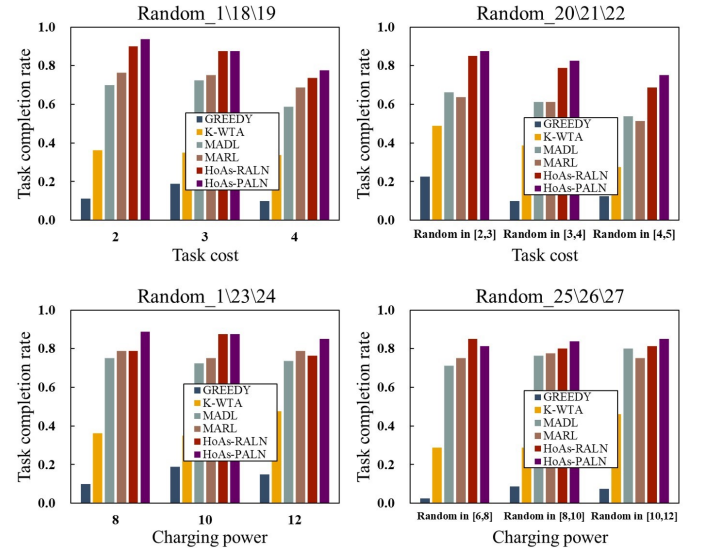 Random_1\18\19
Task completion rate
1.0
0.8
0.6
0.4
0.2
0.0
GREEDY
K-WTA
MADL
MARL
HoAs-RALN
HoAs-PALN
2 3 4
Task cost
Random_20\21\22
Task completion rate
1.0
0.8
0.6
0.4
0.2
0.0
GREEDY
K-WTA
MADL
MARL
HoAs-RALN
HoAs-PALN
Random in [2,3] Random in [3,4] Random in [4,5]
Task cost
Random_1\23\24
Task completion rate
1.0
0.8
0.6
0.4
0.2
0.0
GREEDY
K-WTA
MADL
MARL
HoAs-RALN
HoAs-PALN
8 10 12
Charging power
Random_25\26\27
Task completion rate
1.0
0.8
0.6
0.4
0.2
0.0
GREEDY
K-WTA
MADL
MARL
HoAs-RALN
HoAs-PALN
Random in [6,8] Random in [8,10] Random in [10,12]
Charging power